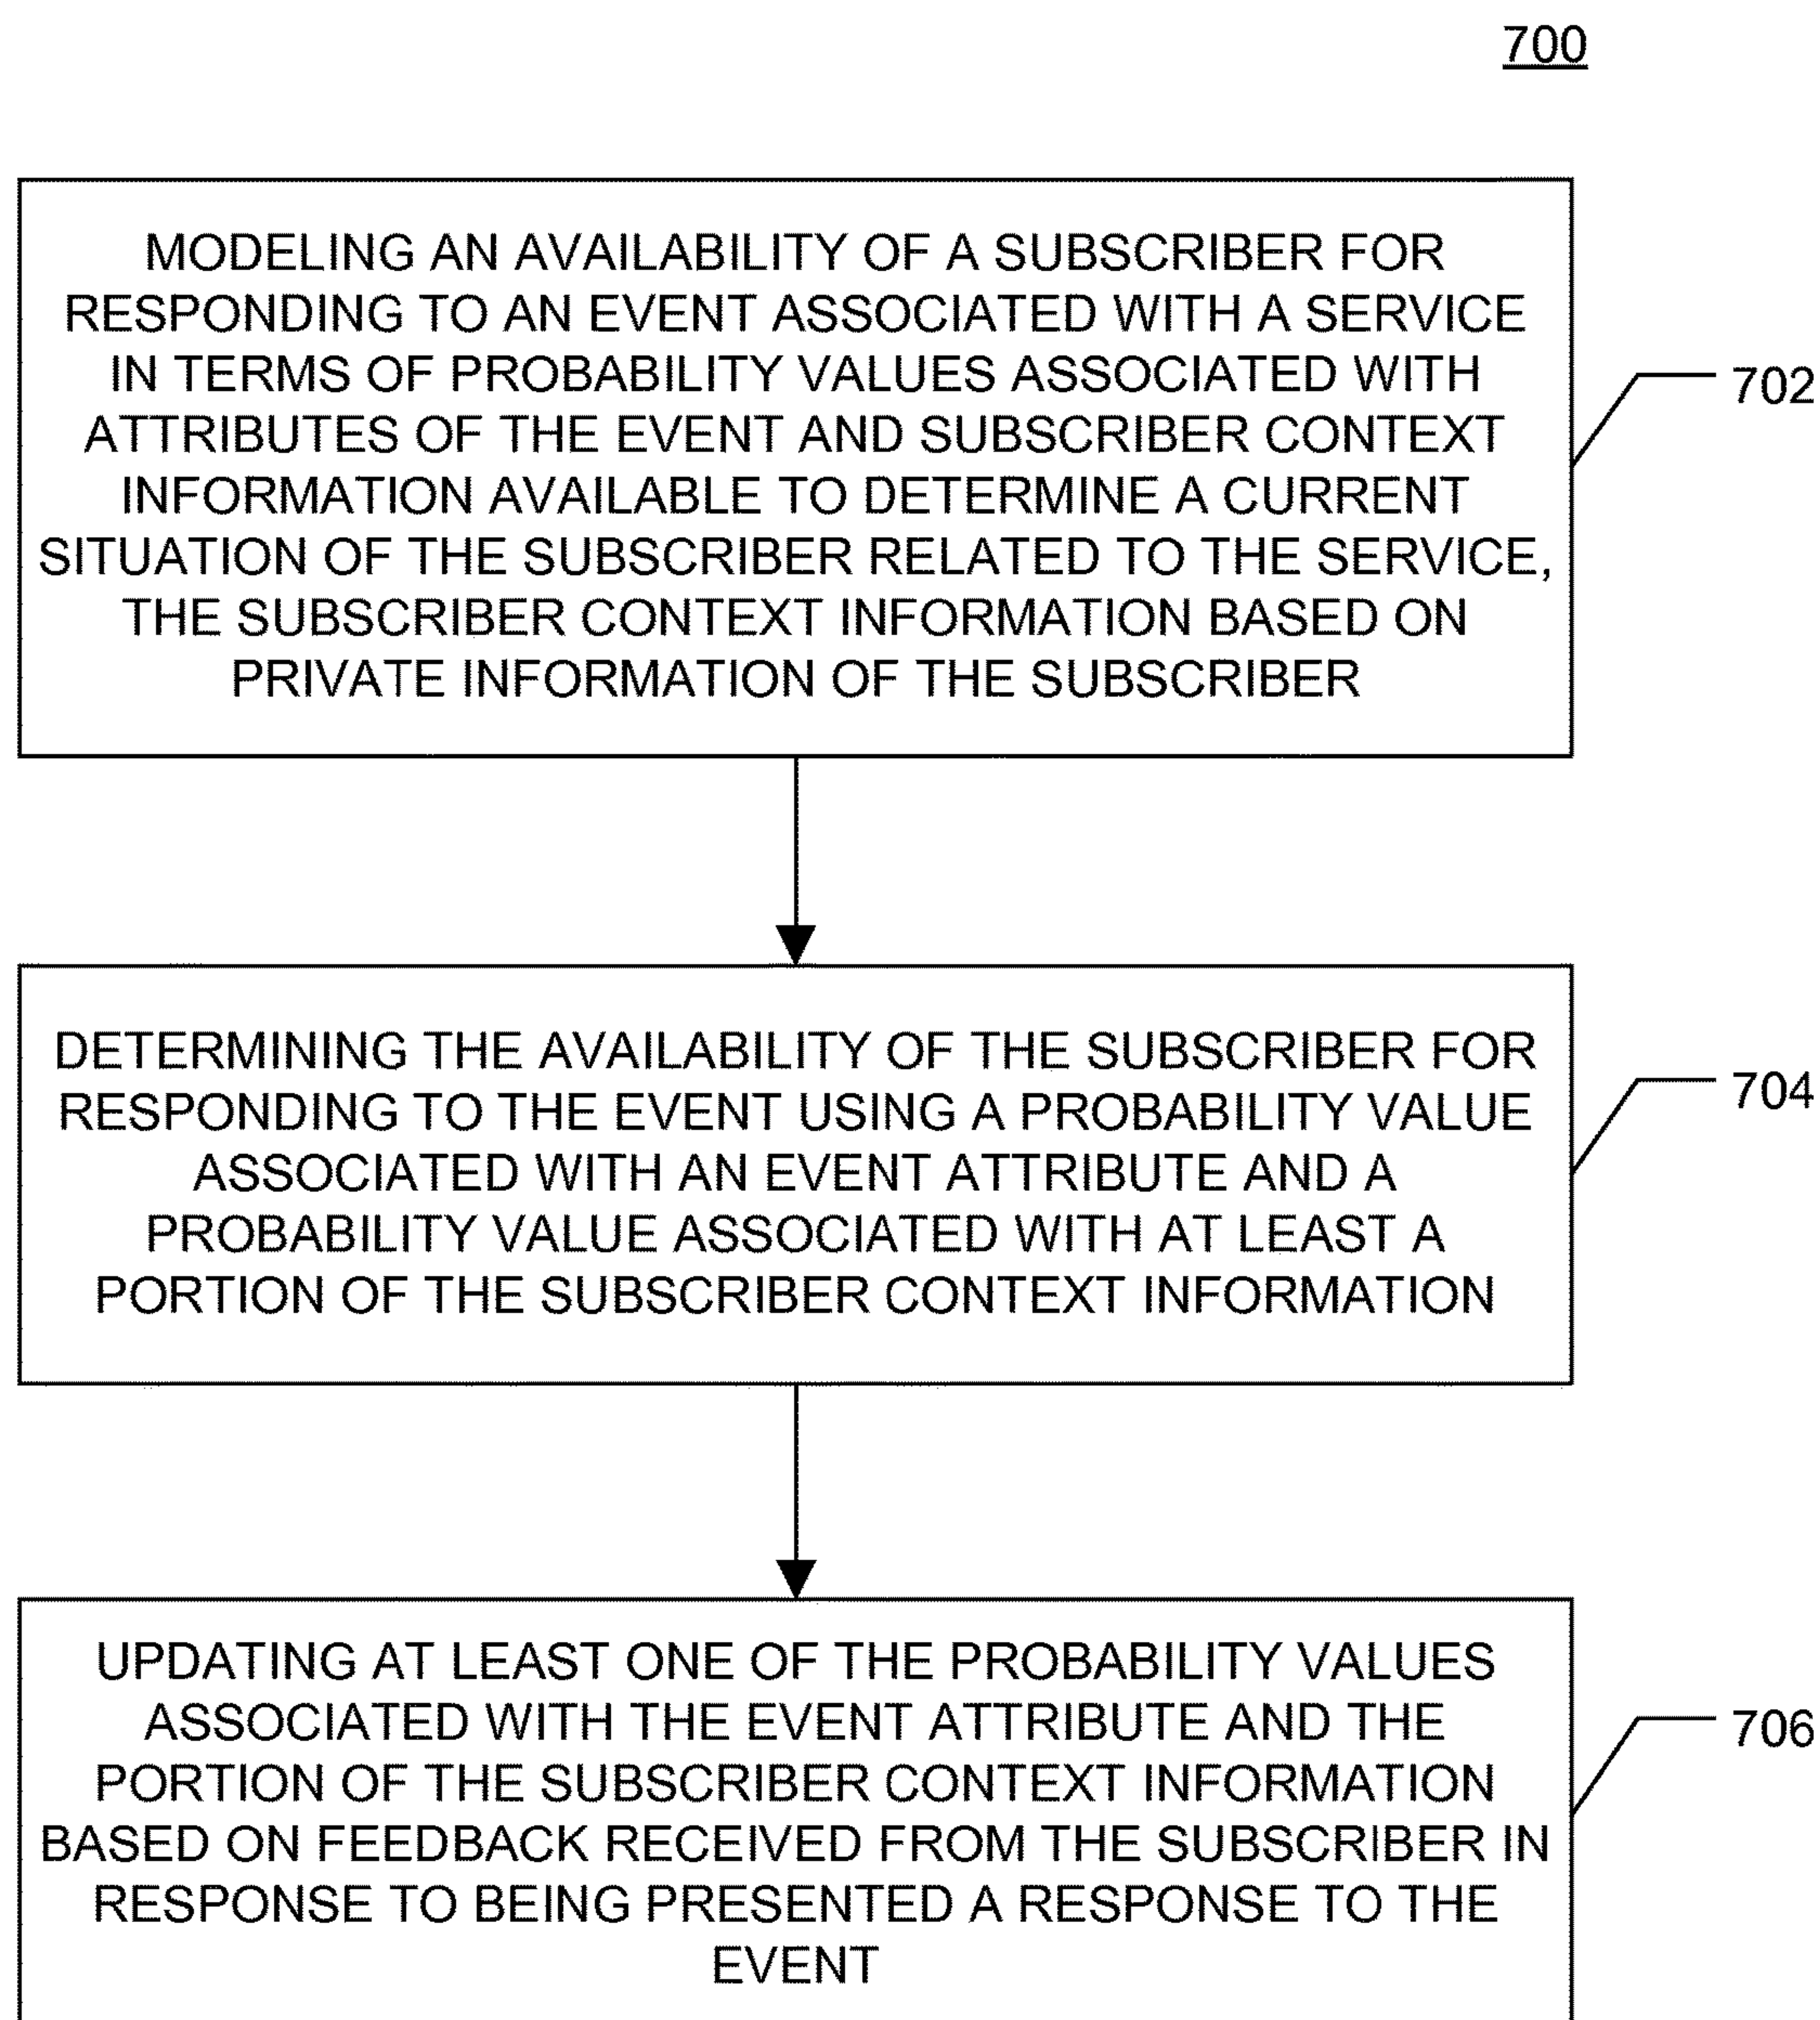 700
MODELING AN AVAILABILITY OF A SUBSCRIBER FOR
RESPONDING TO AN EVENT ASSOCIATED WITH A SERVICE
IN TERMS OF PROBABILITY VALUES ASSOCIATED WITH
ATTRIBUTES OF THE EVENT AND SUBSCRIBER CONTEXT
INFORMATION AVAILABLE TO DETERMINE A CURRENT
SITUATION OF THE SUBSCRIBER RELATED TO THE SERVICE,
THE SUBSCRIBER CONTEXT INFORMATION BASED ON
PRIVATE INFORMATION OF THE SUBSCRIBER
702
DETERMINING THE AVAILABILITY OF THE SUBSCRIBER FOR
RESPONDING TO THE EVENT USING A PROBABILITY VALUE
ASSOCIATED WITH AN EVENT ATTRIBUTE AND A
PROBABILITY VALUE ASSOCIATED WITH AT LEAST A
PORTION OF THE SUBSCRIBER CONTEXT INFORMATION
704
UPDATING AT LEAST ONE OF THE PROBABILITY VALUES
ASSOCIATED WITH THE EVENT ATTRIBUTE AND THE
PORTION OF THE SUBSCRIBER CONTEXT INFORMATION
BASED ON FEEDBACK RECEIVED FROM THE SUBSCRIBER IN
RESPONSE TO BEING PRESENTED A RESPONSE TO THE
EVENT
706